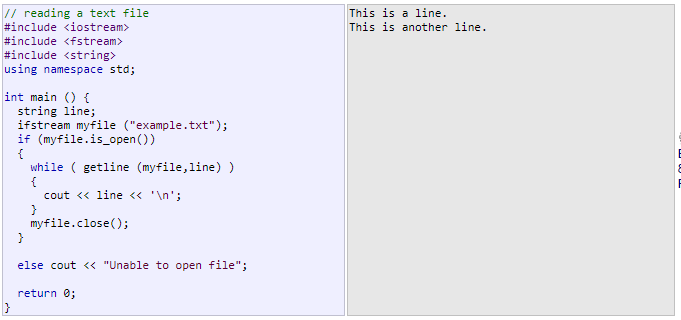 // reading a text file
#include <iostream>
#include <fstream>
#include <string>
using namespace std;

int main () {
  string line;
  ifstream myfile ("example.txt");
  if (myfile.is_open())
  {
    while ( getline (myfile,line) )
    {
      cout << line << '\n';
    }
    myfile.close();
  }

  else cout << "Unable to open file";

  return 0;
}
This is a line.
This is another line.